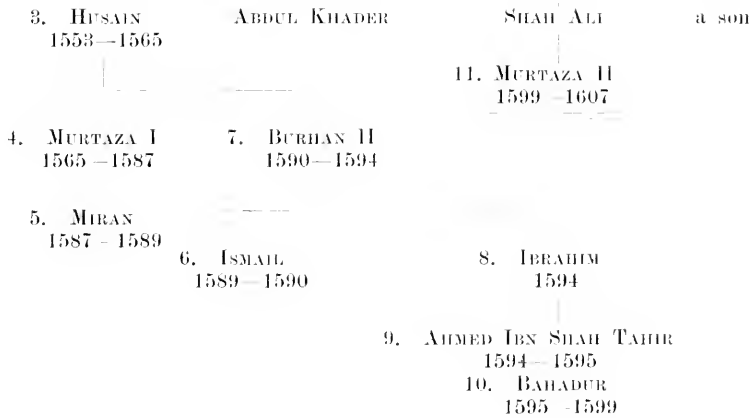 3. Husain Abdul Khader Shah Ali a son
1553—1565
11. Murtaza II
1599—1607
4. Murtaza I 7. Burhan II
1565—1587 1590—1594
5. Miran
1587 - 1589
6. Ismail 8. Ibrahim
1589—1590 1594
9. Ahmed Ibn Shah Tahir
1594—1595
10. Bahadur
1595 -1599